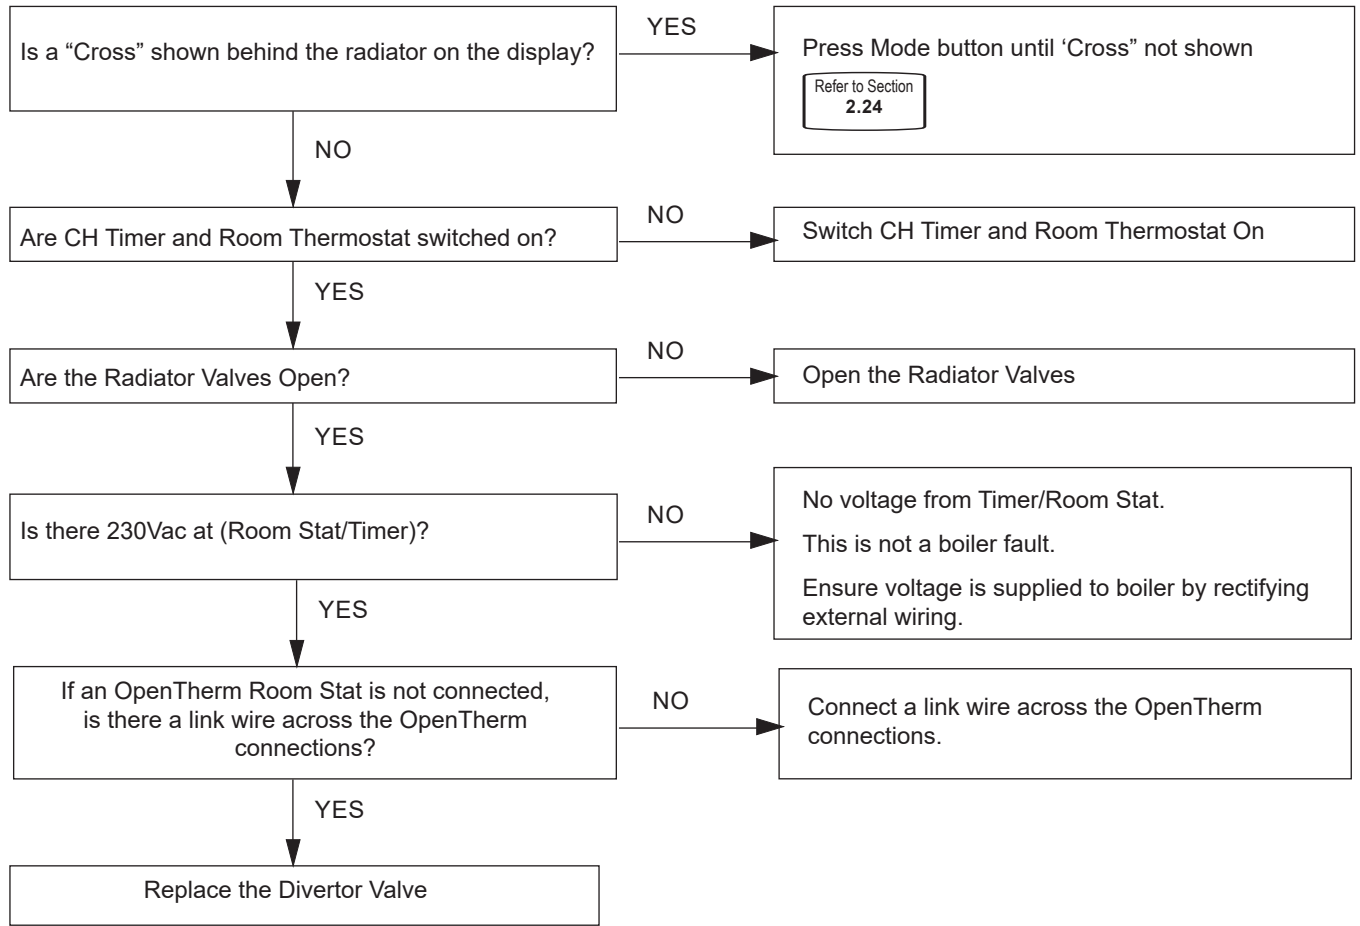 Is a “Cross” shown behind the radiator on the display?
YES
Press Mode button until ‘Cross” not shown
Refer to Section
2.24
NO
Are CH Timer and Room Thermostat switched on?
NO
Switch CH Timer and Room Thermostat On
YES
Are the Radiator Valves Open?
NO
Open the Radiator Valves
YES
Is there 230Vac at (Room Stat/Timer)?
NO
No voltage from Timer/Room Stat.
This is not a boiler fault.
Ensure voltage is supplied to boiler by rectifying
external wiring.
YES
If an OpenTherm Room Stat is not connected,
is there a link wire across the OpenTherm
connections?
NO
Connect a link wire across the OpenTherm
connections.
YES
Replace the Divertor Valve